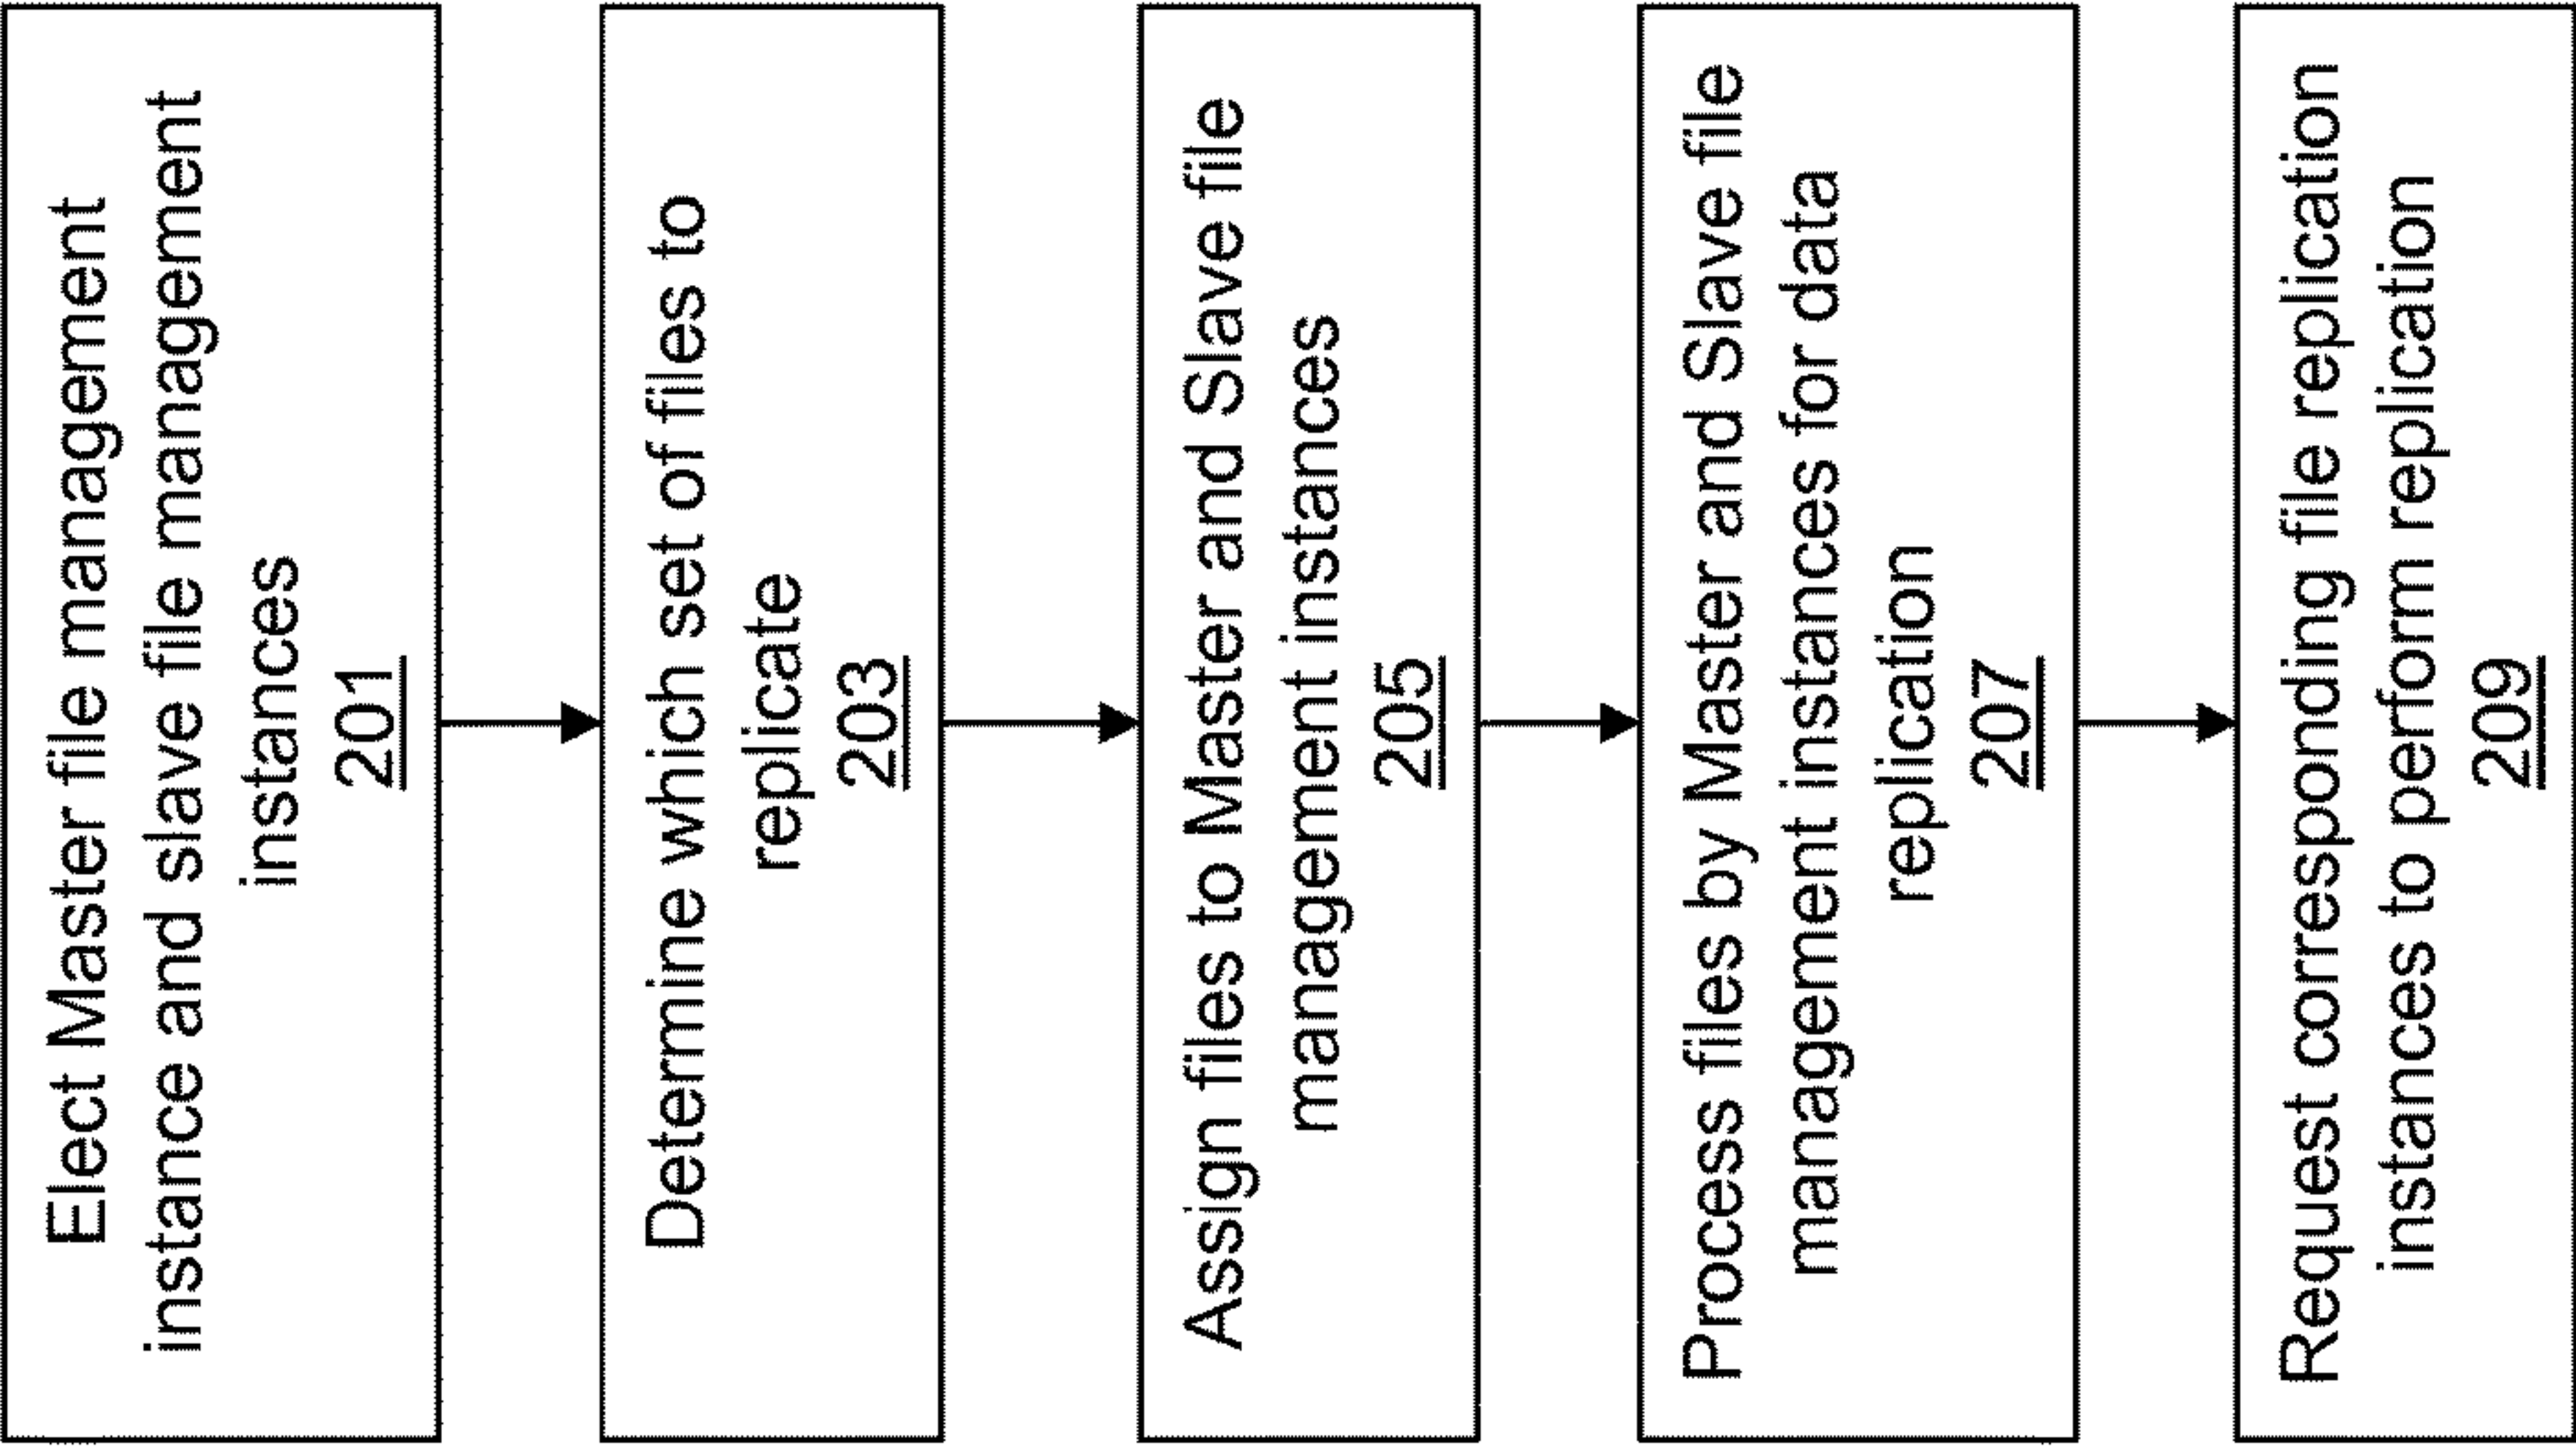 Elect Master file management
instance and slave file management
instances
201
Determine which set of files to
replicate
203
Assign files to Master and Slave file
management instances
205
Process files by Master and Slave file
management instances for data
replication
207
Request corresponding file replication
instances to perform replication
209